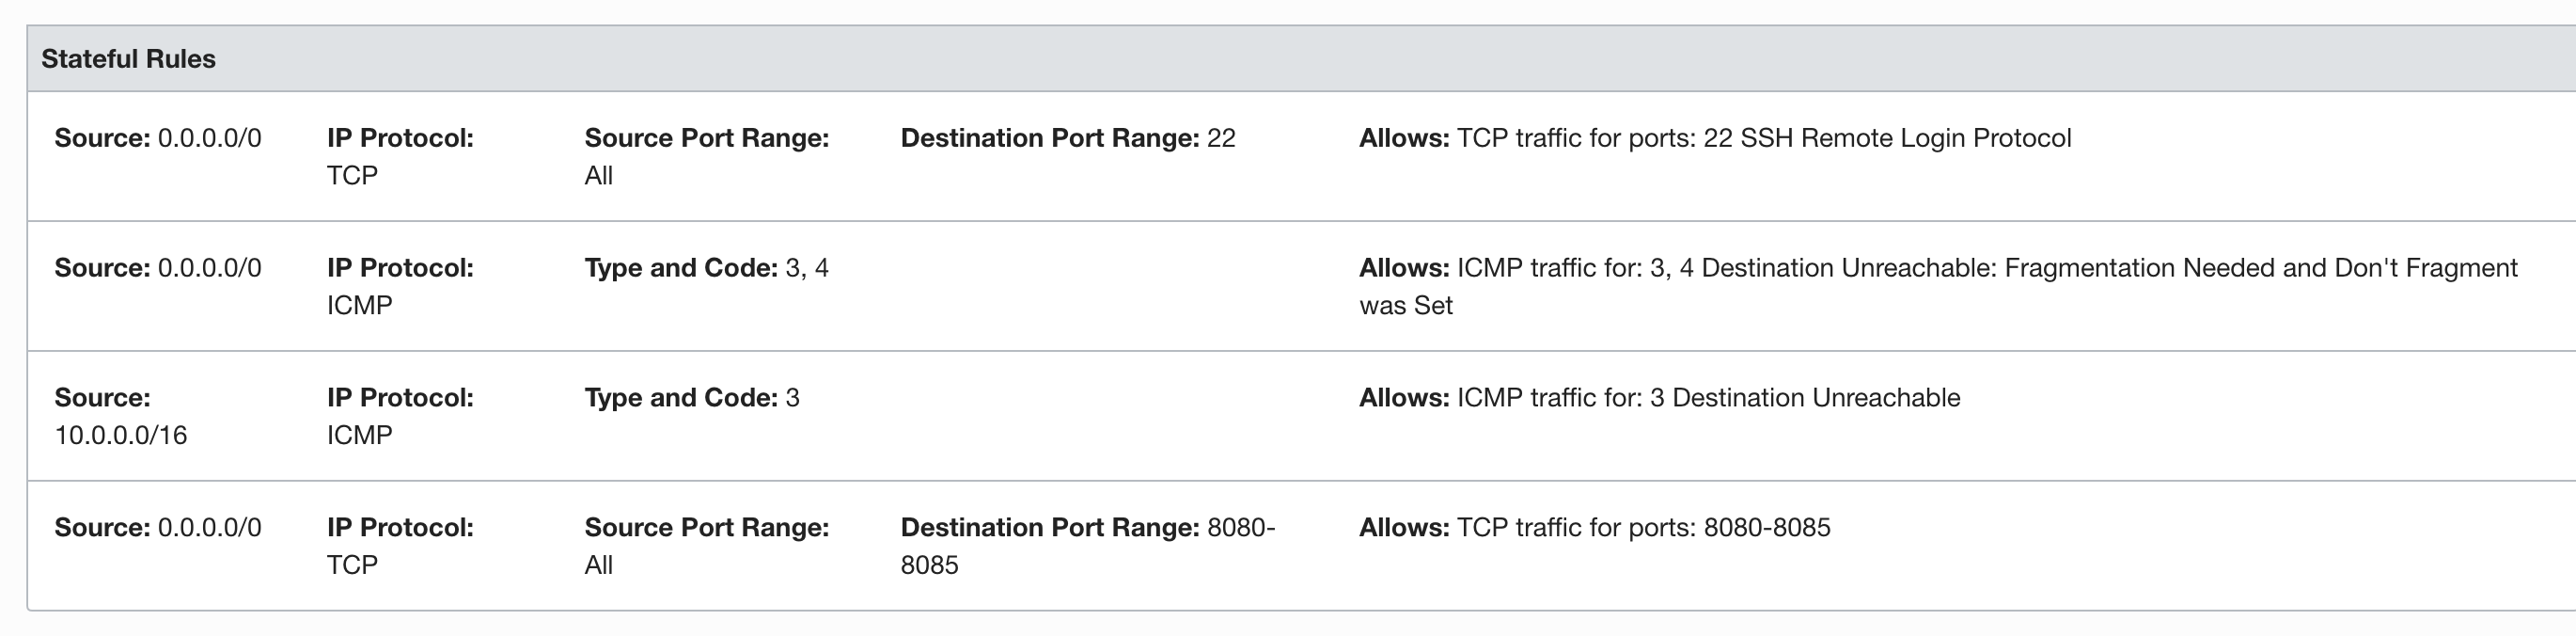 Stateful Rules
Source: 0.0.0.0/0 IP Protocol: Source Port Range: Destination Port Range: 22 Allows: TCP traffic for ports: 22 SSH Remote Login Protocol
TCP All
Source: 0.0.0.0/0 IP Protocol: Type and Code: 3, 4 Allows: ICMP traffic for: 3, 4 Destination Unreachable: Fragmentation Needed and Don't Fragment
ICMP was Set
Source: IP Protocol: Type and Code: 3 Allows: ICMP traffic for: 3 Destination Unreachable
10.0.0.0/16 ICMP
Source: 0.0.0.0/0 IP Protocol: Source Port Range: Destination Port Range: 8080- Allows: TCP traffic for ports: 8080-8085
TCP All 8085